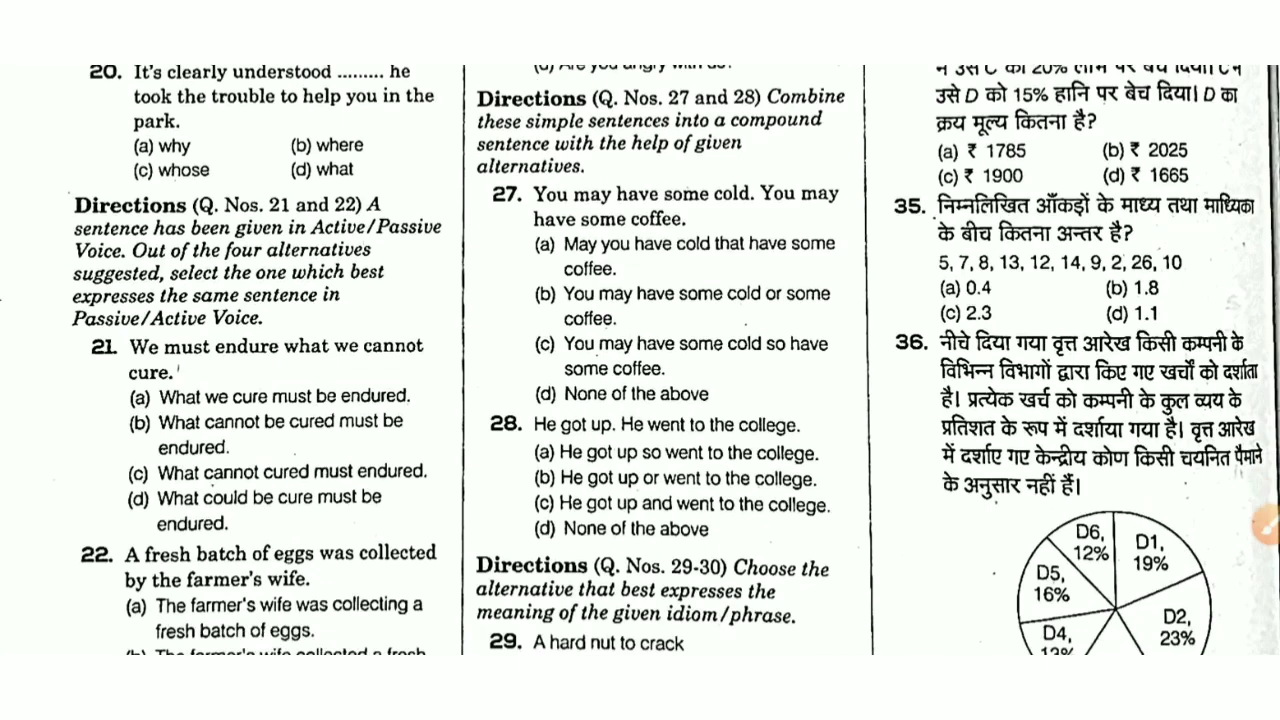 20. It's clearly understood ......... he
took the trouble to help you in the
park.
(a) why (b) where
(c) whose (d) what
Directions (Q. Nos. 21 and 22) A
sentence has been given in Active/Passive
Voice. Out of the four alternatives
suggested, select the one which best
expresses the same sentence in
Passive/Active Voice.
21. We must endure what we cannot
cure.
(a) What we cure must be endured.
(b) What cannot be cured must be
endured.
(c) What cannot cured must endured.
(d) What could be cure must be
endured.
22. A fresh batch of eggs was collected
by the farmer's wife.
(a) The farmer's wife was collecting a
fresh batch of eggs.
(b) The farmer's wife collected a fresh
(d) Are you angry with us?
Directions (Q. Nos. 27 and 28) Combine
these simple sentences into a compound
sentence with the help of given
alternatives.
27. You may have some cold. You may
have some coffee.
(a) May you have cold that have some
coffee.
(b) You may have some cold or some
coffee.
(c) You may have some cold so have
some coffee.
(d) None of the above
28. He got up. He went to the college.
(a) He got up so went to the college.
(b) He got up or went to the college.
(c) He got up and went to the college.
(d) None of the above
Directions (Q. Nos. 29-30) Choose the
alternative that best expresses the
meaning of the given idiom/phrase.
29. A hard nut to crack
ने उसे C को 20% लाभ पर बेच दिया। C ने
उसे D को 15% हानि पर बेच दिया। D का
क्रय मूल्य कितना है?
(a) ₹ 1785 (b) ₹ 2025
(c) ₹ 1900 (d) ₹ 1665
35. निम्नलिखित आँकड़ों के माध्य तथा माध्यिका
के बीच कितना अन्तर है?
5, 7, 8, 13, 12, 14, 9, 2, 26, 10
(a) 0.4 (b) 1.8
(c) 2.3 (d) 1.1
36. नीचे दिया गया वृत्त आरेख किसी कम्पनी के
विभिन्न विभागों द्वारा किए गए खर्चों को दर्शाता
है। प्रत्येक खर्च को कम्पनी के कुल व्यय के
प्रतिशत के रूप में दर्शाया गया है। वृत्त आरेख
में दर्शाए गए केन्द्रीय कोण किसी चयनित पैमाने
के अनुसार नहीं हैं।
D6,
12%
D1,
19%
D5,
16%
D2,
23%
D4,